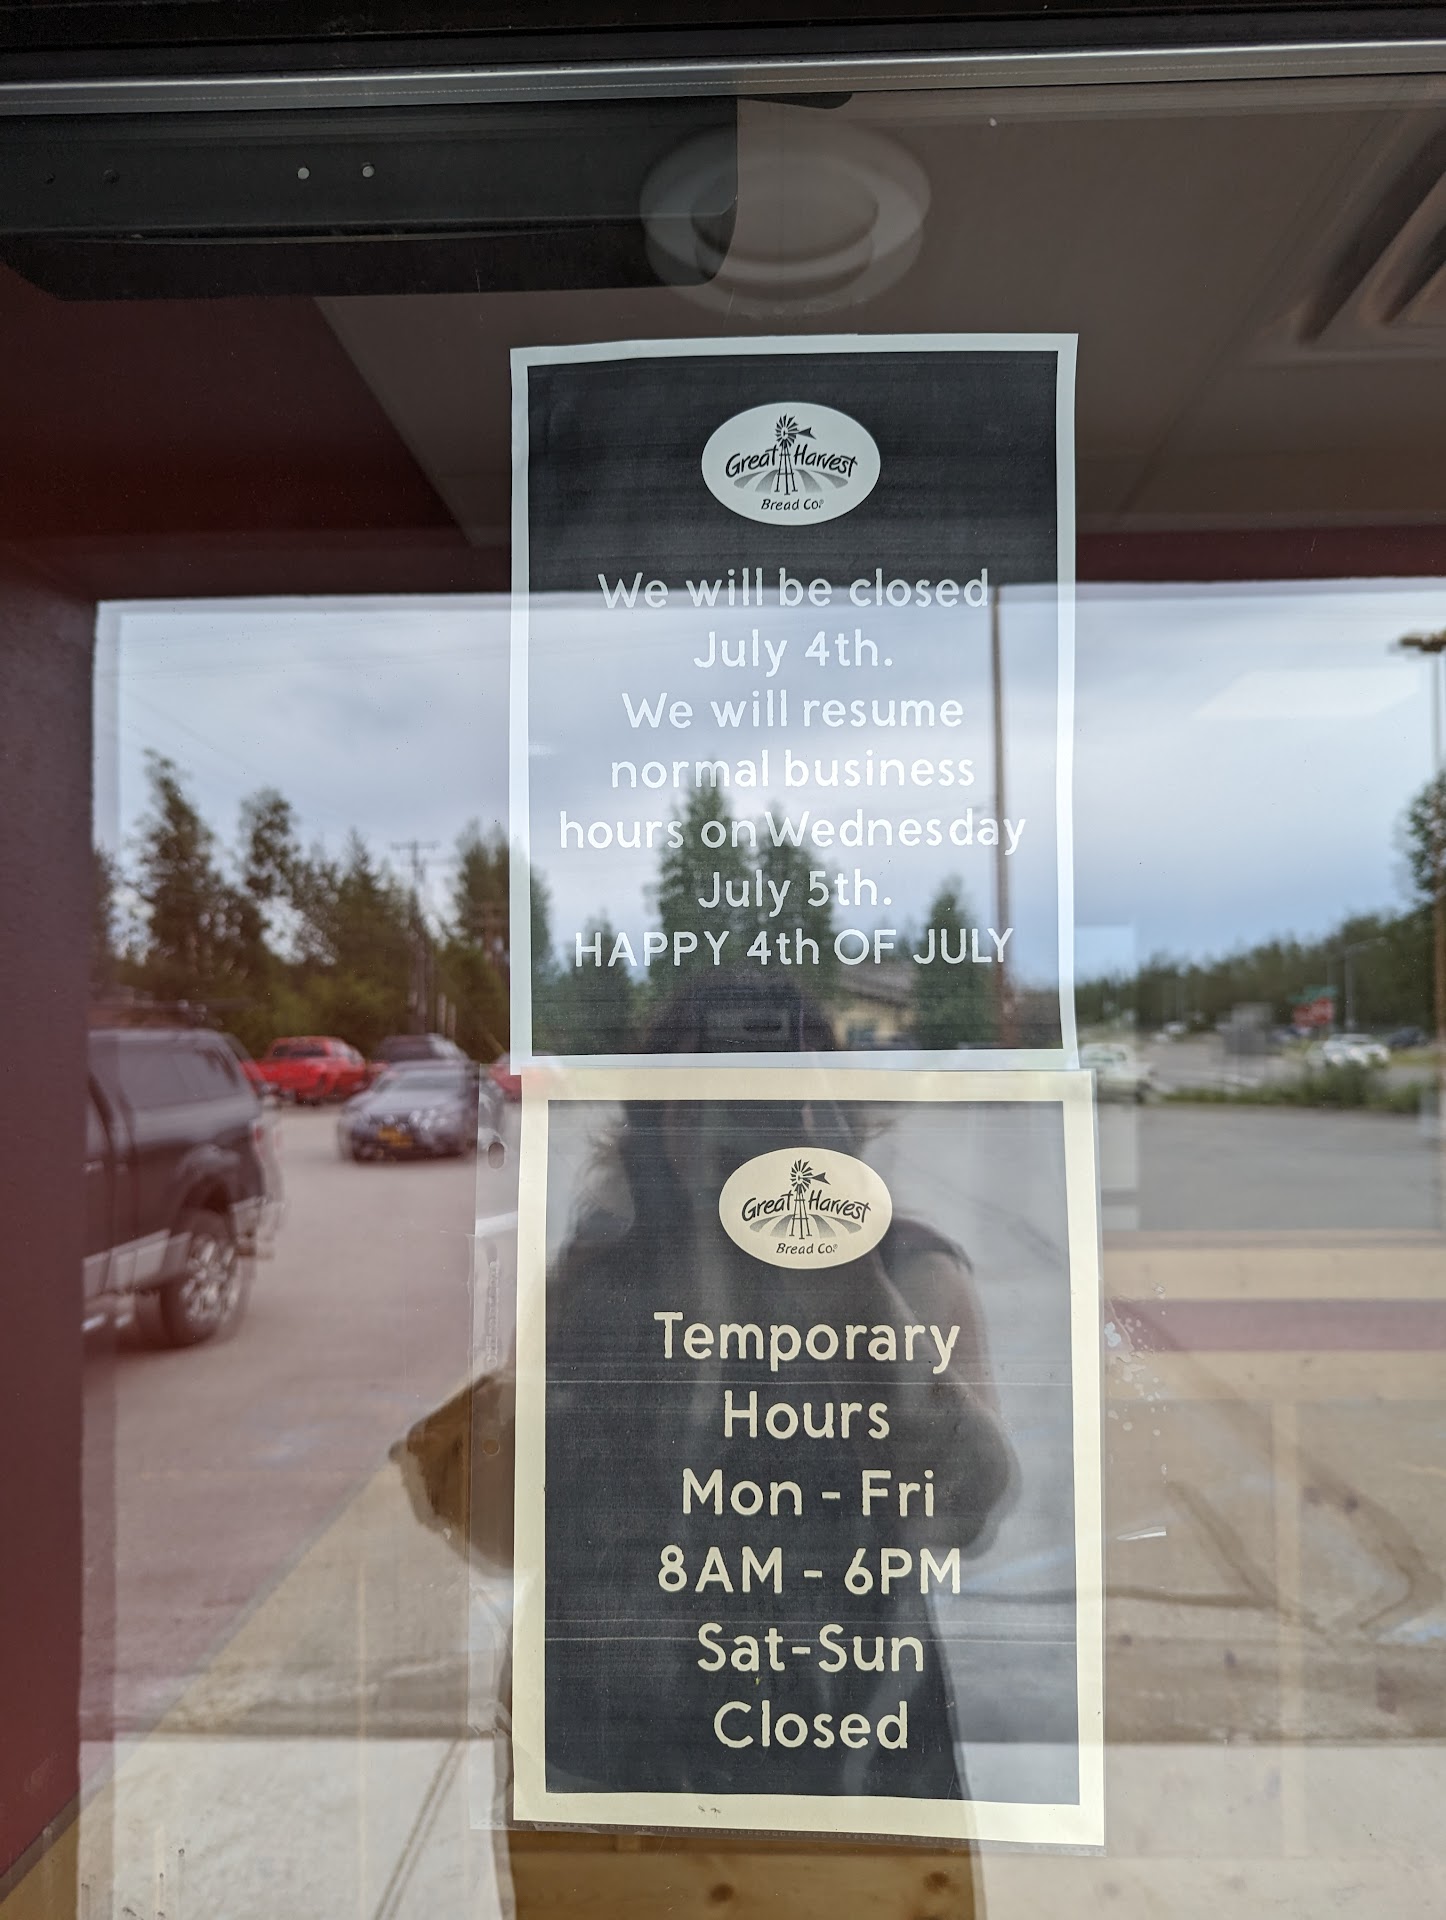 Great Harvest
Bread Co.®
We will be closed
July 4th.
We will resume
normal business
hours on Wednesday
July 5th.
HAPPY 4th OF JULY
Great Harvest
Bread Co.®
Temporary
Hours
Mon - Fri
8AM - 6PM
Sat-Sun
Closed